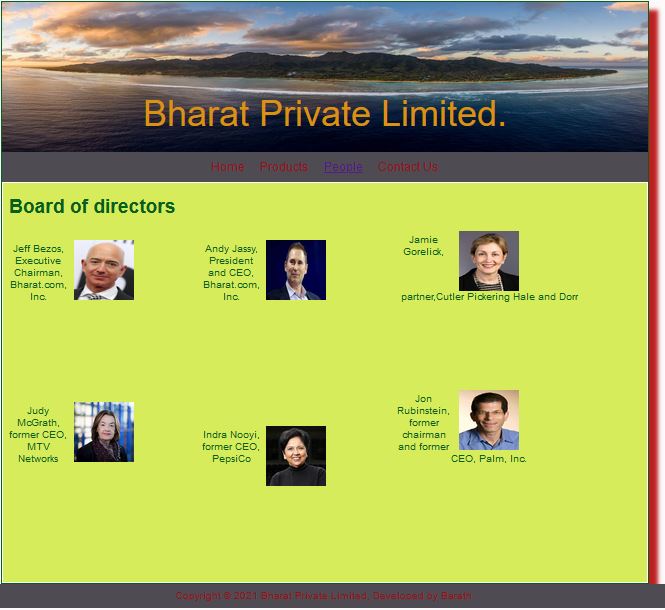 Bharat Private Limited.
Home Products People Contact Us
Board of directors
Jeff Bezos,
Executive
Chairman,
Bharat.com,
Inc.
Andy Jassy,
President
and CEO,
Bharat.com,
Inc.
Jamie
Gorelick,
partner,Cutler Pickering Hale and Dorr
Judy
McGrath,
former CEO,
MTV
Networks
Indra Nooyi,
former CEO,
PepsiCo
Jon
Rubinstein,
former
chairman
and former
CEO, Palm, Inc.
Copyright © 2021 Bharat Private Limited, Developed by Barath